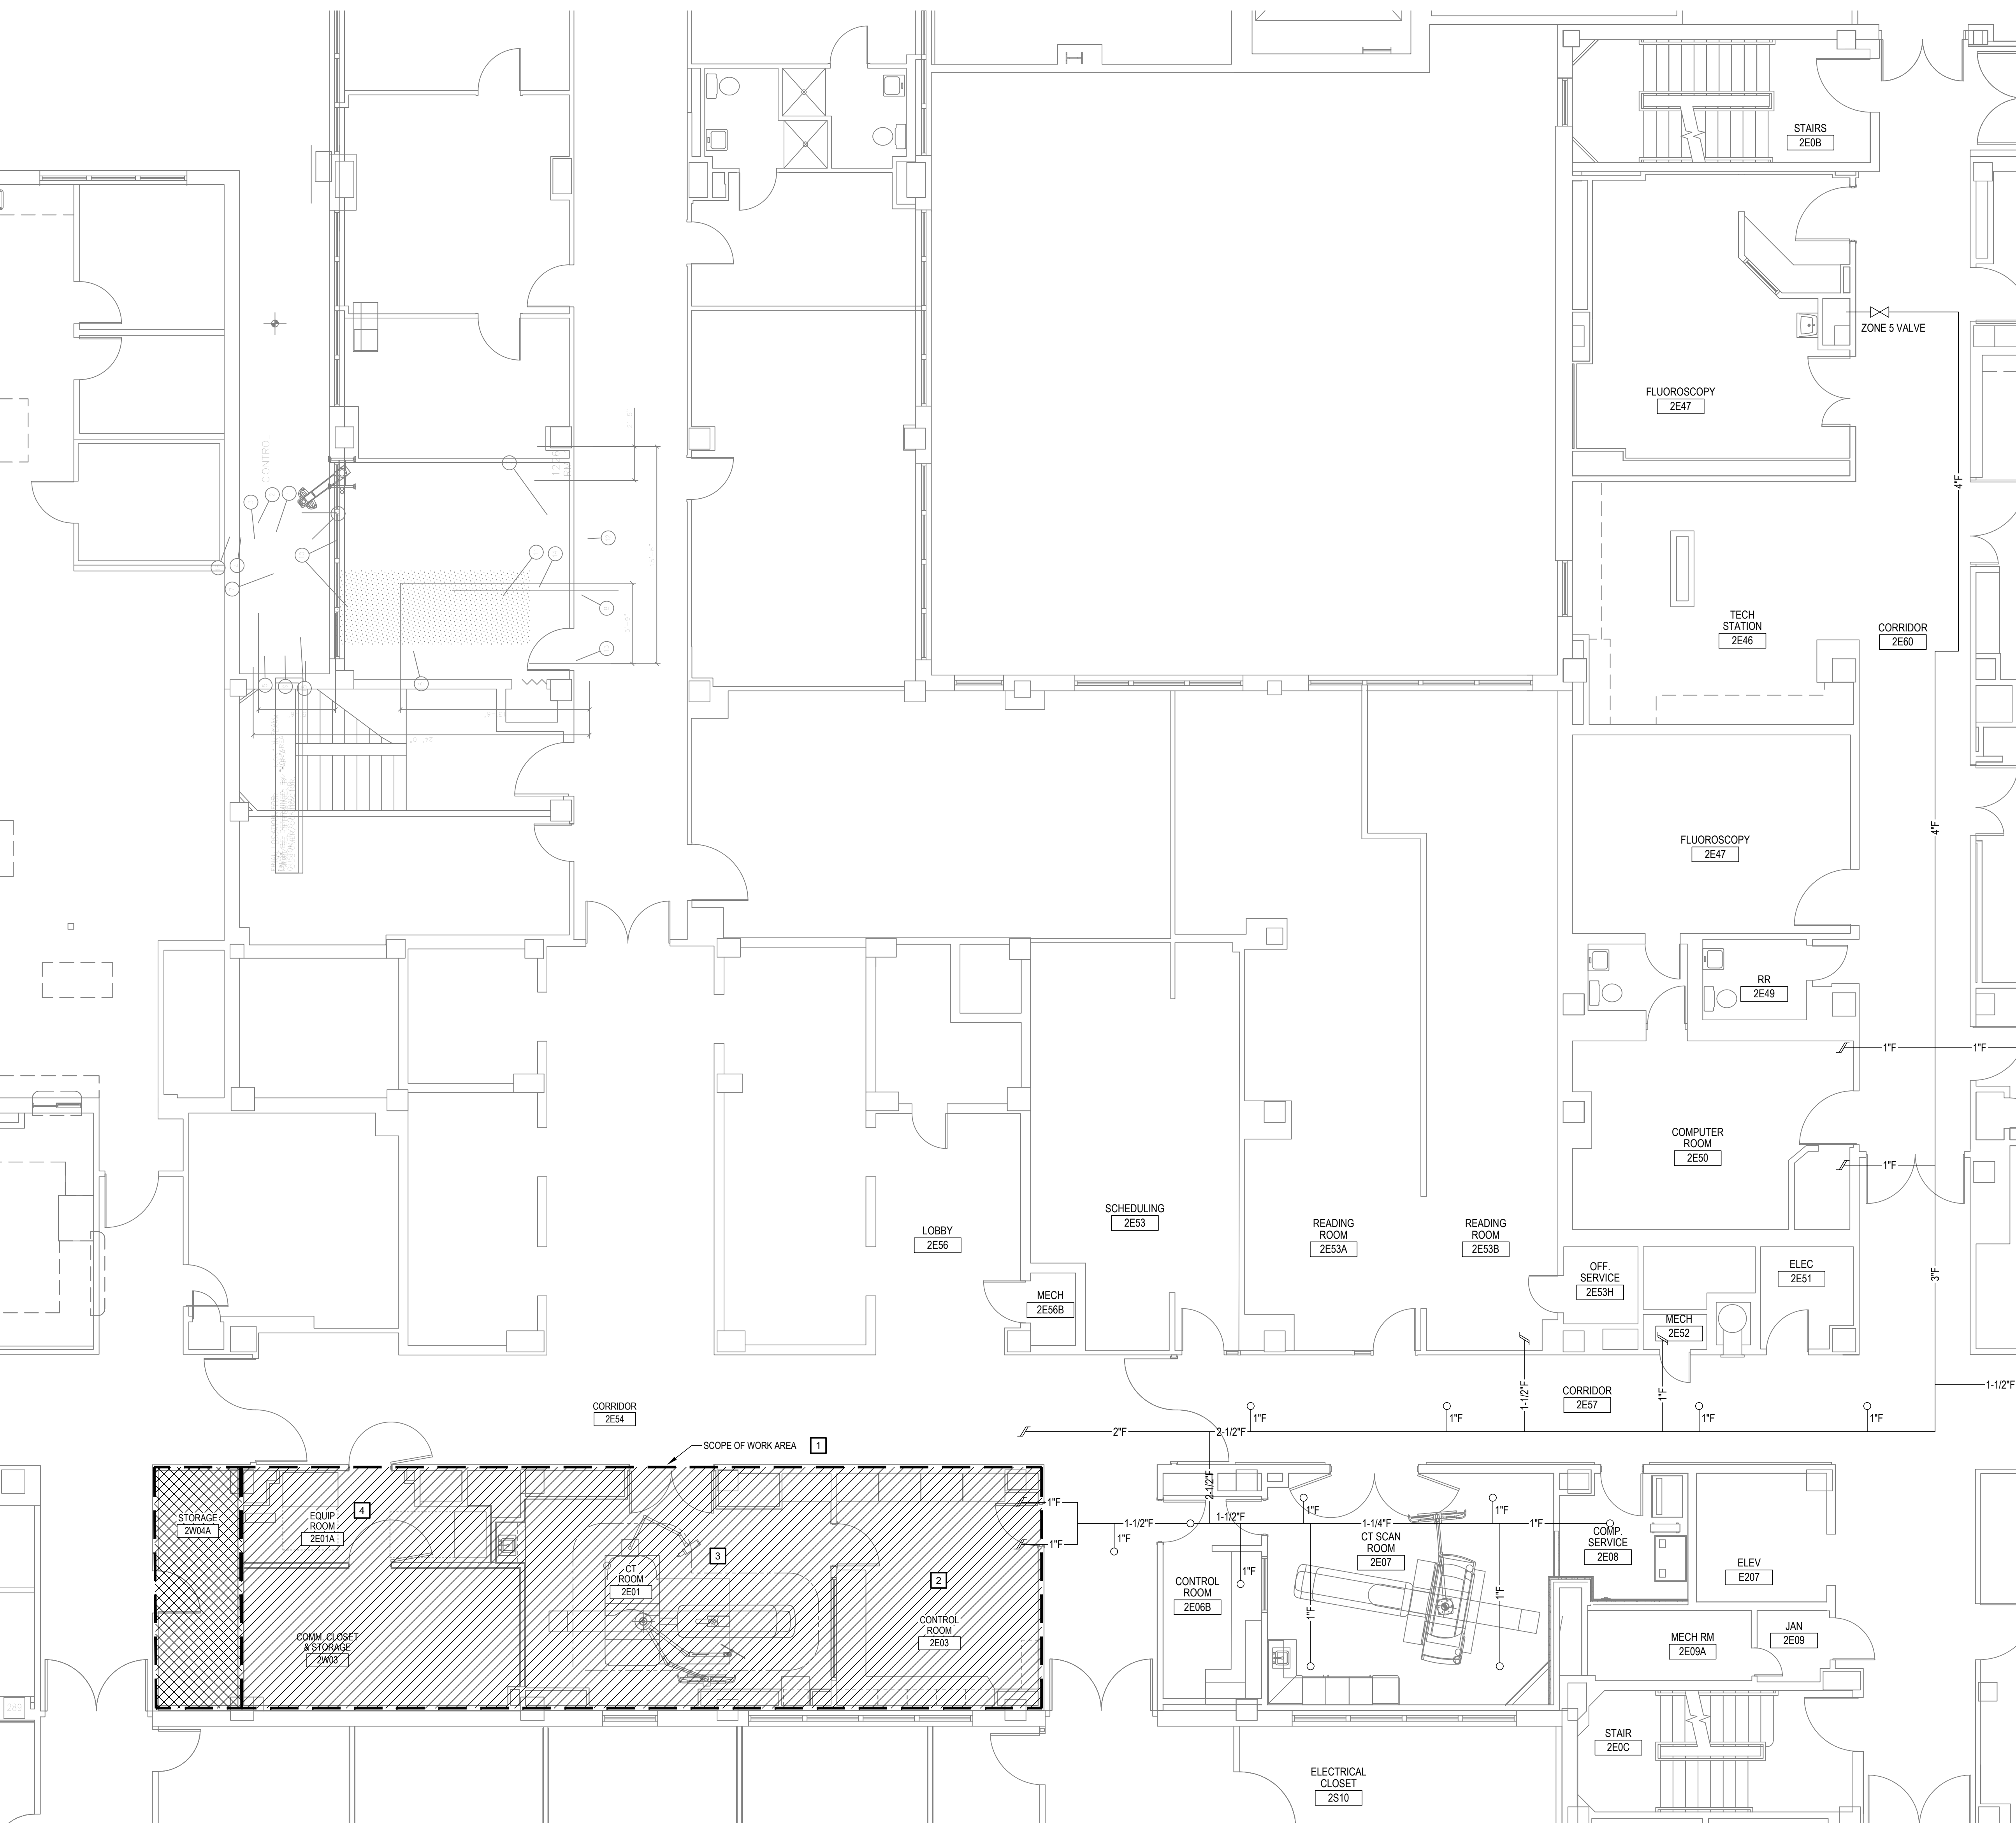 STAIRS
2E0B
ZONE 5 VALVE
FLUOROSCOPY
2E47
CONTROL
4"F
TECH
STATION
2E46
CORRIDOR
2E60
4"F
FLUOROSCOPY
2E47
RR
2E49
1"F
1"F
COMPUTER
ROOM
2E50
1"F
SCHEDULING
2E53
LOBBY
2E56
READING
ROOM
2E53A
READING
ROOM
2E53B
OFF.
SERVICE
2E53H
ELEC
2E51
3"F
MECH
2E56B
MECH
2E52
1-1/2"F
1"F
1-1/2"F
CORRIDOR
2E57
CORRIDOR
2E54
1"F
1"F
1"F
1"F
2"F
2-1/2"F
SCOPE OF WORK AREA
1
2-1/2"F
STORAGE
2W04A
EQUIP
ROOM
2E01A
4
1"F
1"F
1"F
1-1/2"F
1-1/2"F
1-1/4"F
1"F
1"F
1"F
3
CT SCAN
ROOM
2E07
COMP.
SERVICE
2E08
ELEV
E207
CT
ROOM
2E01
2
CONTROL
ROOM
2E06B
1"F
1"F
1"F
CONTROL
ROOM
2E03
COMM. CLOSET
& STORAGE
2W03
MECH RM
2E09A
JAN
2E09
STAIR
2E0C
ELECTRICAL
CLOSET
2S10